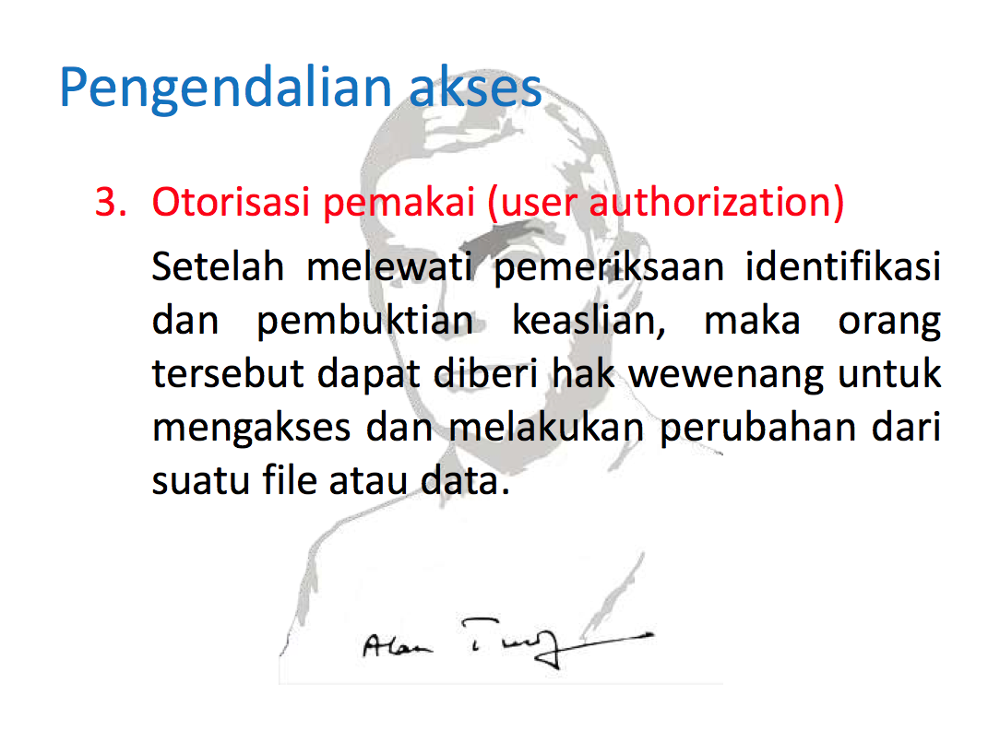 Pengendalian akses
3. Otorisasi pemakai (user authorization)
Setelah melewati pemeriksaan identifikasi
dan pembuktian keaslian, maka orang
tersebut dapat diberi hak wewenang untuk
mengakses dan melakukan perubahan dari
suatu file atau data.
Alan Turing